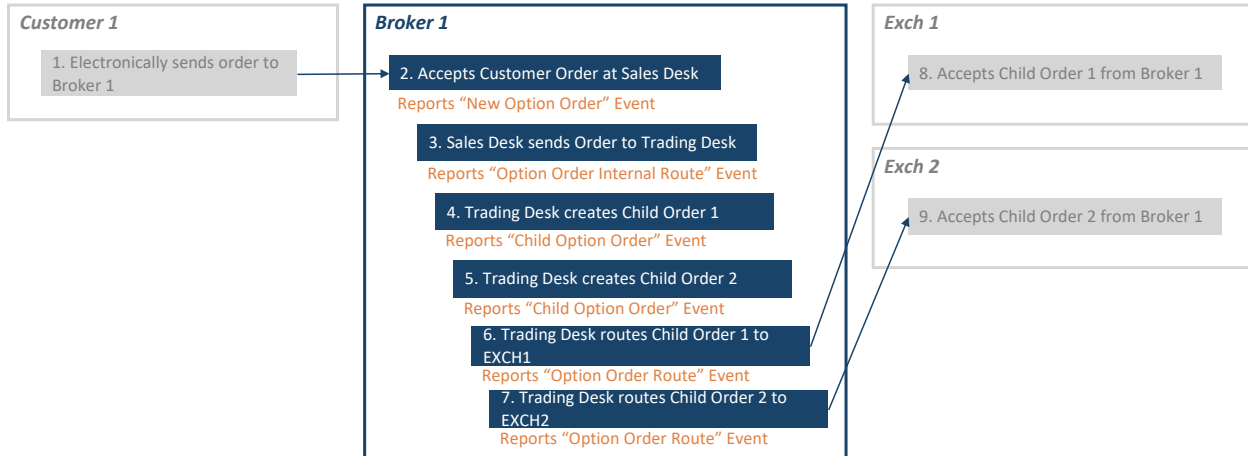 Customer 1
1. Electronically sends order to
Broker 1
Broker 1
2. Accepts Customer Order at Sales Desk
Reports “New Option Order” Event
3. Sales Desk sends Order to Trading Desk
Reports “Option Order Internal Route” Event
4. Trading Desk creates Child Order 1
Reports “Child Option Order” Event
5. Trading Desk creates Child Order 2
Reports “Child Option Order” Event
6. Trading Desk routes Child Order 1 to
EXCH1
Reports “Option Order Route” Event
7. Trading Desk routes Child Order 2 to
EXCH2
Reports “Option Order Route” Event
Exch 1
8. Accepts Child Order 1 from Broker 1
Exch 2
9. Accepts Child Order 2 from Broker 1